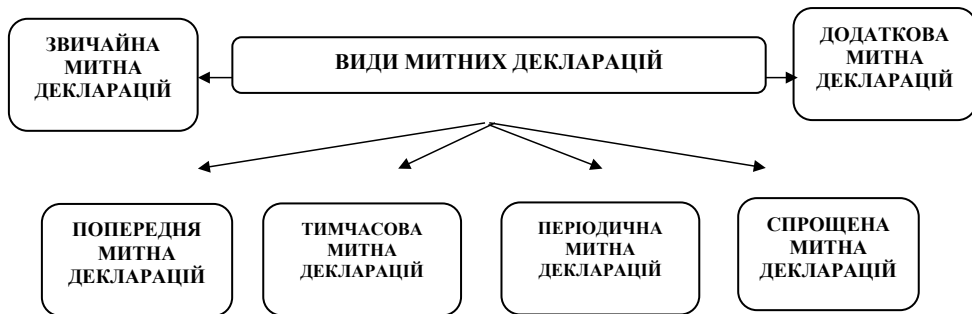 ЗВИЧАЙНА
МИТНА
ДЕКЛАРАЦІЙ
ВИДИ МИТНИХ ДЕКЛАРАЦІЙ
ДОДАТКОВА
МИТНА
ДЕКЛАРАЦІЙ
ПОПЕРЕДНЯ
МИТНА
ДЕКЛАРАЦІЙ
ТИМЧАСОВА
МИТНА
ДЕКЛАРАЦІЙ
ПЕРІОДИЧНА
МИТНА
ДЕКЛАРАЦІЙ
СПРОЩЕНА
МИТНА
ДЕКЛАРАЦІЙ